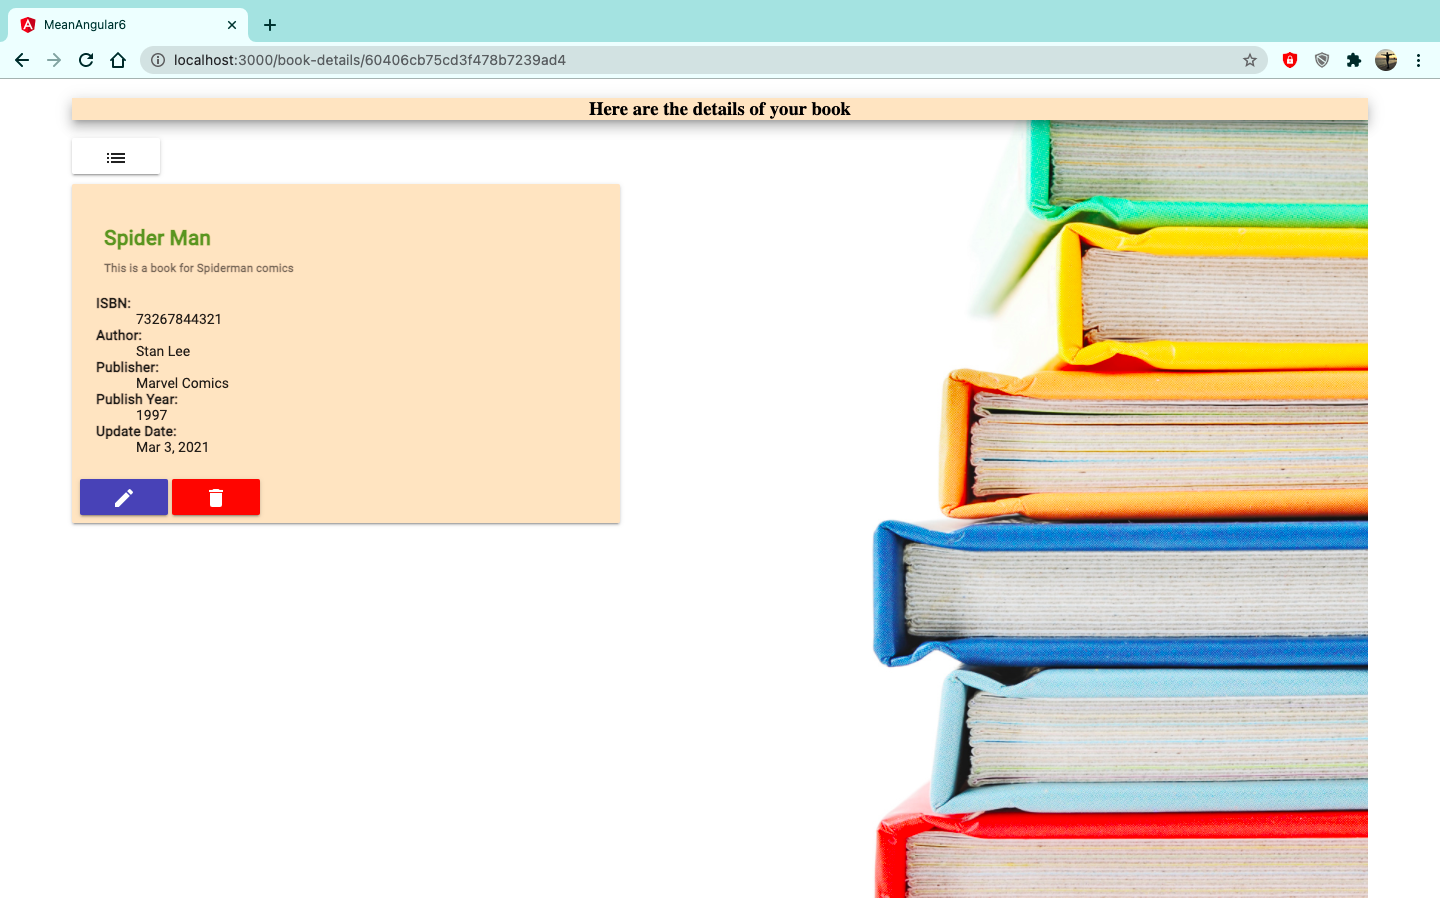 MeanAngular6
localhost:3000/book-details/60406cb75cd3f478b7239ad4
Here are the details of your book
Spider Man
This is a book for Spiderman comics
ISBN:
73267844321
Author:
Stan Lee
Publisher:
Marvel Comics
Publish Year:
1997
Update Date:
Mar 3, 2021